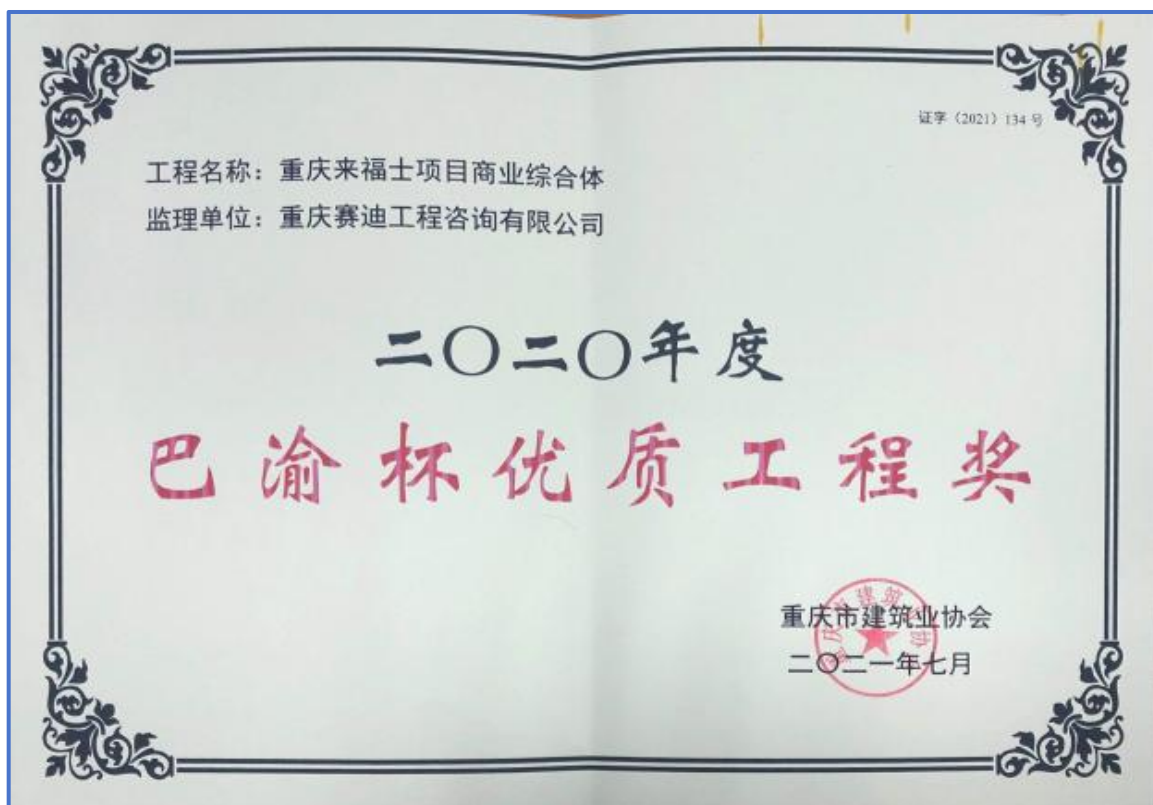 证字（2021）134号
工程名称：重庆来福士项目商业综合体
监理单位：重庆赛迪工程咨询有限公司
二〇二〇年度
巴渝杯优质工程奖
重庆市建筑业协会
二〇二一年七月